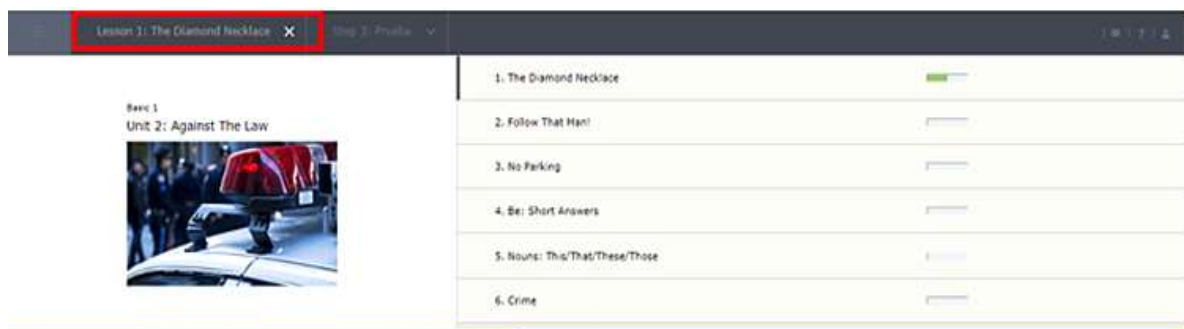 Lesson 1: The Diamond Necklace X
Basic 1
Unit 2: Against The Law
1. The Diamond Necklace
2. Follow That Man!
3. No Parking
4. Be: Short Answers
5. Nouns: This/That/These/Those
6. Crime